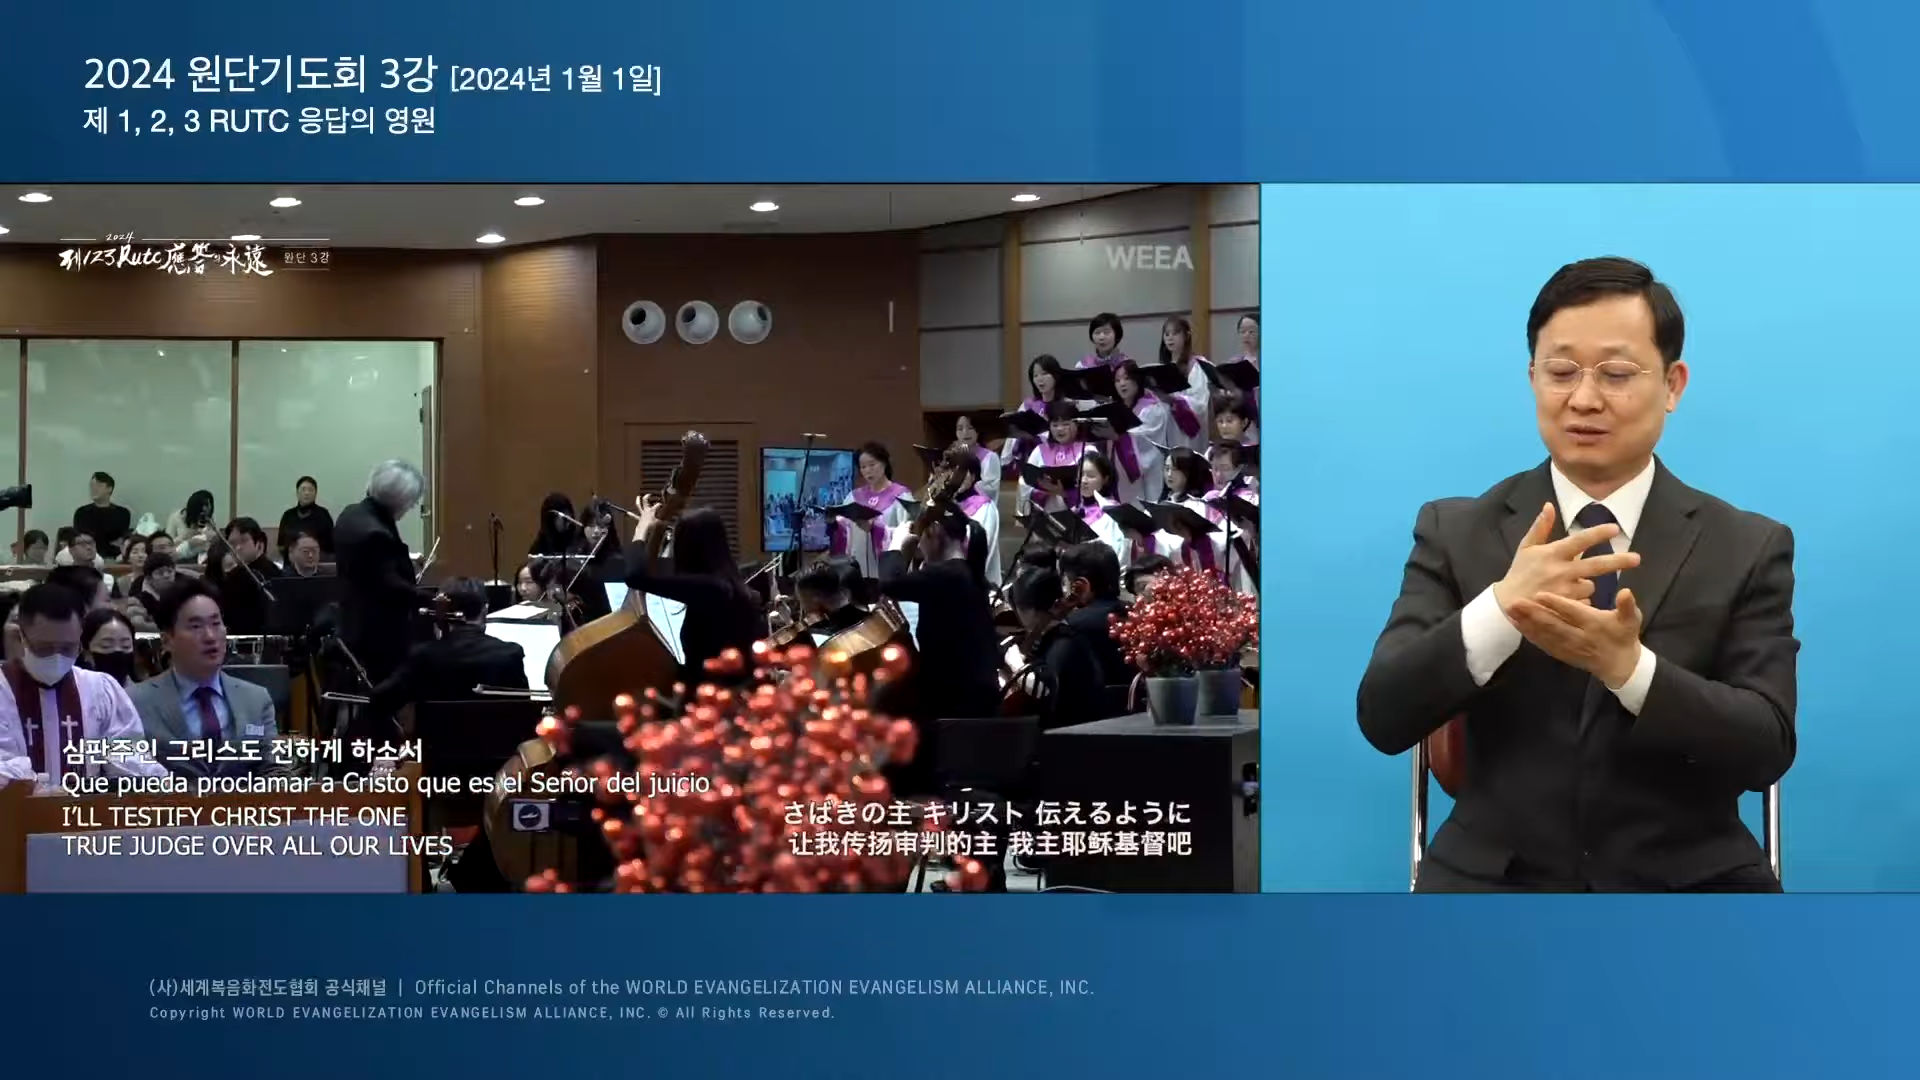 2024 원단기도회 3강 [2024년 1월 1일]
제 1, 2, 3 RUTC 응답의 영원
2024
제123 Rutc 應答의 永遠 원단 3강
WEEA
심판주인 그리스도 전하게 하소서
Que pueda proclamar a Cristo que es el Señor del juicio
I'LL TESTIFY CHRIST THE ONE
TRUE JUDGE OVER ALL OUR LIVES
さばきの主 キリスト 伝えるように
让我传扬审判的主 我主耶稣基督吧
(사)세계복음화전도협회 공식채널 | Official Channels of the WORLD EVANGELIZATION EVANGELISM ALLIANCE, INC.
Copyright WORLD EVANGELIZATION EVANGELISM ALLIANCE, INC. © All Rights Reserved.